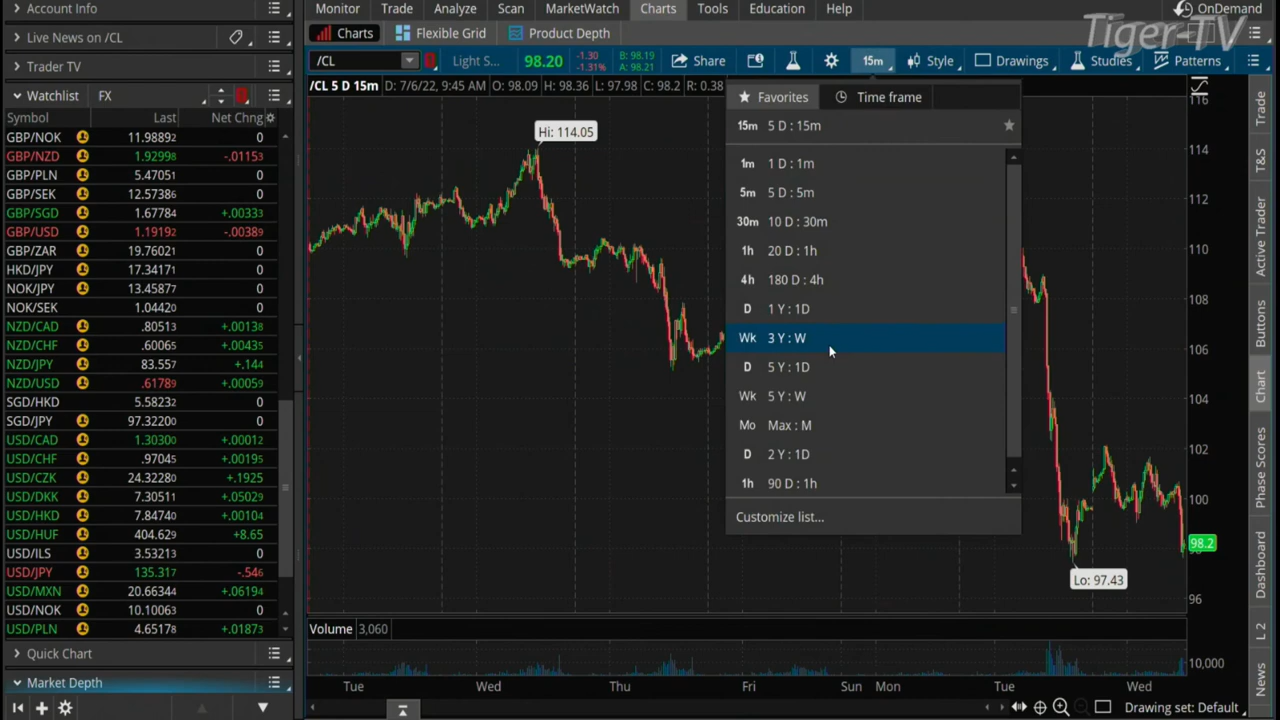 Account Info
Live News on /CL
Trader TV
Watchlist FX
Symbol Last Net Chng
GBP/NOK 11.98892 0
GBP/NZD 1.92998 -.01153
GBP/PLN 5.47051 0
GBP/SEK 12.57386 0
GBP/SGD 1.67784 +.00333
GBP/USD 1.19192 -.00389
GBP/ZAR 19.76021 0
HKD/JPY 17.34171 0
NOK/JPY 13.45877 0
NOK/SEK 1.04420 0
NZD/CAD .80513 +.00138
NZD/CHF .60065 +.00435
NZD/JPY 83.557 +.144
NZD/USD .61789 +.00059
SGD/HKD 5.58232 0
SGD/JPY 97.32200 0
USD/CAD 1.30300 +.00012
USD/CHF .97045 +.00195
USD/CZK 24.32280 +.1925
USD/DKK 7.30511 +.05029
USD/HKD 7.84740 +.00104
USD/HUF 404.629 +8.65
USD/ILS 3.53213 0
USD/JPY 135.317 -.546
USD/MXN 20.66344 +.06194
USD/NOK 10.10063 0
USD/PLN 4.65178 +.01873
Quick Chart
Market Depth
Monitor Trade Analyze Scan MarketWatch Charts Tools Education Help OnDemand
Tiger-TV
Charts Flexible Grid Product Depth
/CL Light S... 98.20 -1.30 B: 98.19
-1.31% A: 98.21
Share 15m Style Drawings Studies Patterns
/CL 5 D 15m D: 7/6/22, 9:45 AM O: 98.09 H: 98.36 L: 97.98 C: 98.2 R: 0.38
Favorites Time frame
15m 5 D : 15m
1m 1 D : 1m
5m 5 D : 5m
30m 10 D : 30m
1h 20 D : 1h
4h 180 D : 4h
D 1 Y : 1D
Wk 3 Y : W
D 5 Y : 1D
Wk 5 Y : W
Mo Max : M
D 2 Y : 1D
1h 90 D : 1h
Customize list...
Hi: 114.05
Lo: 97.43
116
114
112
110
108
106
104
102
100
98.2
96
Volume 3,060
10,000
Tue Wed Thu Fri Sun Mon Tue Wed
Drawing set: Default
Trade
T&S
Active Trader
Buttons
Chart
Phase Scores
Dashboard
L 2
News